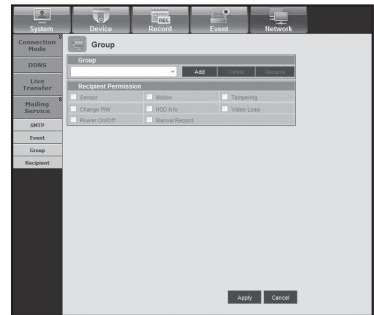 System Device Record Event Network
Connection Mode
DDNS
Live Transfer
Mailing Service
SMTP
Event
Group
Recipient
Group
Group
Add Delete Rename
Recipient Permission
Sensor Motion Tampering
Change P/W HDD Info Video Loss
Power On/Off Manual Record
Apply Cancel